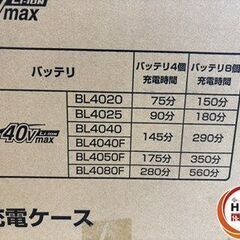 Li-ION
max
バッテリ バッテリ4個 充電時間 バッテリ8個 充電時間
40Vmax Li-ION
BL4020 75分 150分
BL4025 90分 180分
BL4040 145分 290分
BL4040F
BL4050F 175分 350分
BL4080F 280分 560分
充電ケース